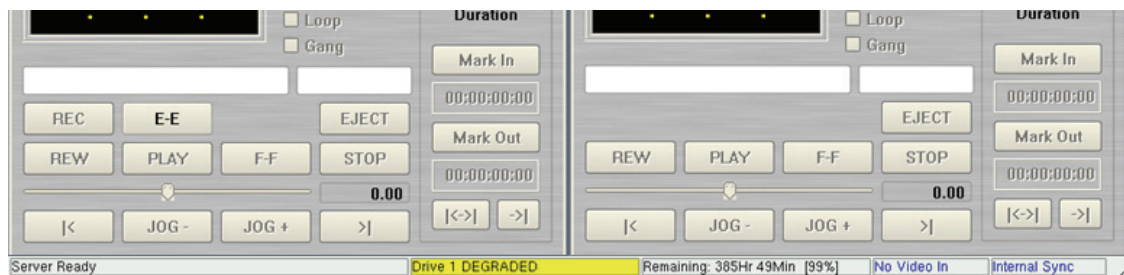 Loop Duration Loop Duration
Gang Gang
Mark In Mark In
00:00:00:00 00:00:00:00
REC E-E EJECT EJECT
Mark Out Mark Out
REW PLAY F-F STOP REW PLAY F-F STOP
00:00:00:00 00:00:00:00
0.00 0.00
|< JOG - JOG + >| |<->| ->| |< JOG - JOG + >| |<->| ->|
Server Ready Drive 1 DEGRADED Remaining: 385Hr 49Min [99%] No Video In Internal Sync